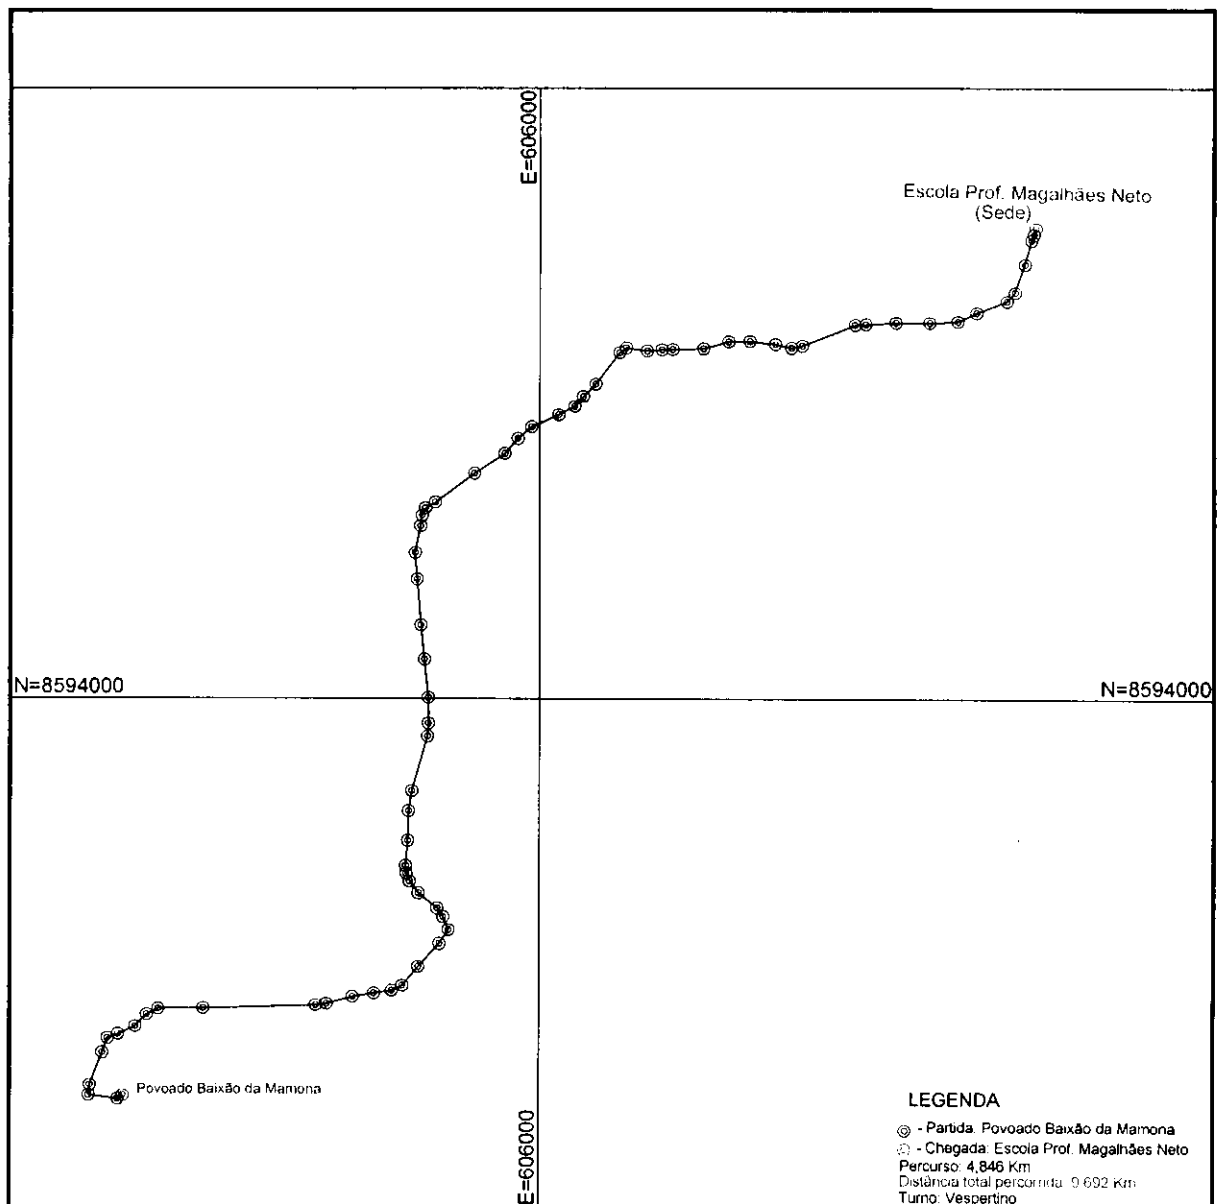 E=606000
Escola Prof. Magalhães Neto
(Sede)
N=8594000
N=8594000
Povoado Baixão da Mamona
E=606000
LEGENDA
- Partida: Povoado Baixão da Mamona
- Chegada: Escola Prof. Magalhães Neto
Percurso: 4,846 Km
Distância total percorrida: 9,692 Km
Turno: Vespertino